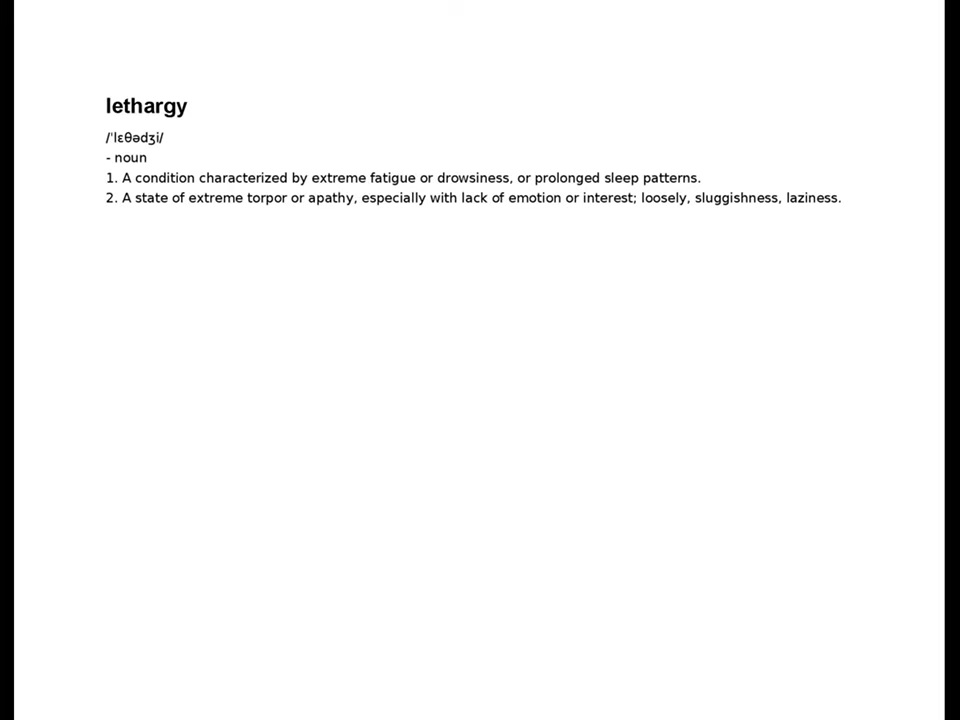 lethargy
/ˈlɛθədʒi/
- noun
1. A condition characterized by extreme fatigue or drowsiness, or prolonged sleep patterns.
2. A state of extreme torpor or apathy, especially with lack of emotion or interest; loosely, sluggishness, laziness.